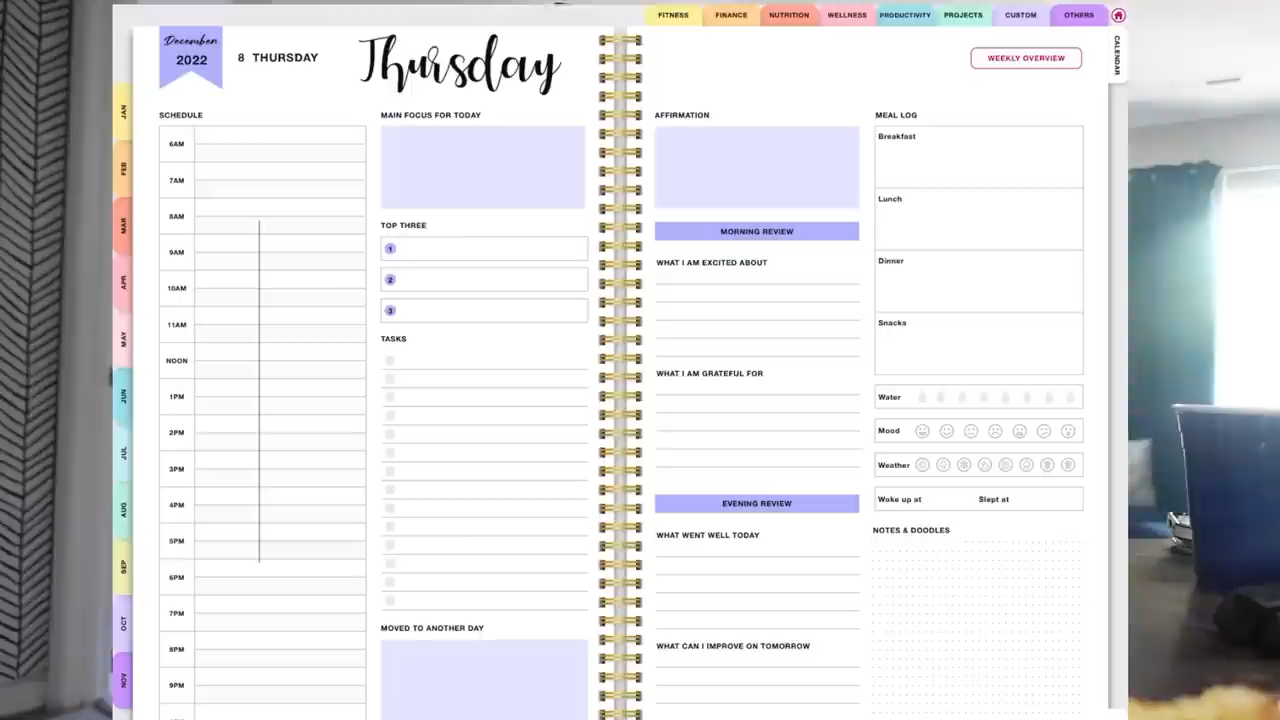 FITNESS
FINANCE
NUTRITION
WELLNESS
PRODUCTIVITY
PROJECTS
CUSTOM
OTHERS
CALENDAR
December
2022
8 THURSDAY
Thursday
WEEKLY OVERVIEW
JAN
FEB
MAR
APR
MAY
JUN
JUL
AUG
SEP
OCT
NOV
SCHEDULE
6AM
7AM
8AM
9AM
10AM
11AM
NOON
1PM
2PM
3PM
4PM
5PM
6PM
7PM
8PM
9PM
MAIN FOCUS FOR TODAY
TOP THREE
1
2
3
TASKS
MOVED TO ANOTHER DAY
AFFIRMATION
MORNING REVIEW
WHAT I AM EXCITED ABOUT
WHAT I AM GRATEFUL FOR
EVENING REVIEW
WHAT WENT WELL TODAY
WHAT CAN I IMPROVE ON TOMORROW
MEAL LOG
Breakfast
Lunch
Dinner
Snacks
Water
Mood
Weather
Wake up at Slept at
NOTES & DOODLES